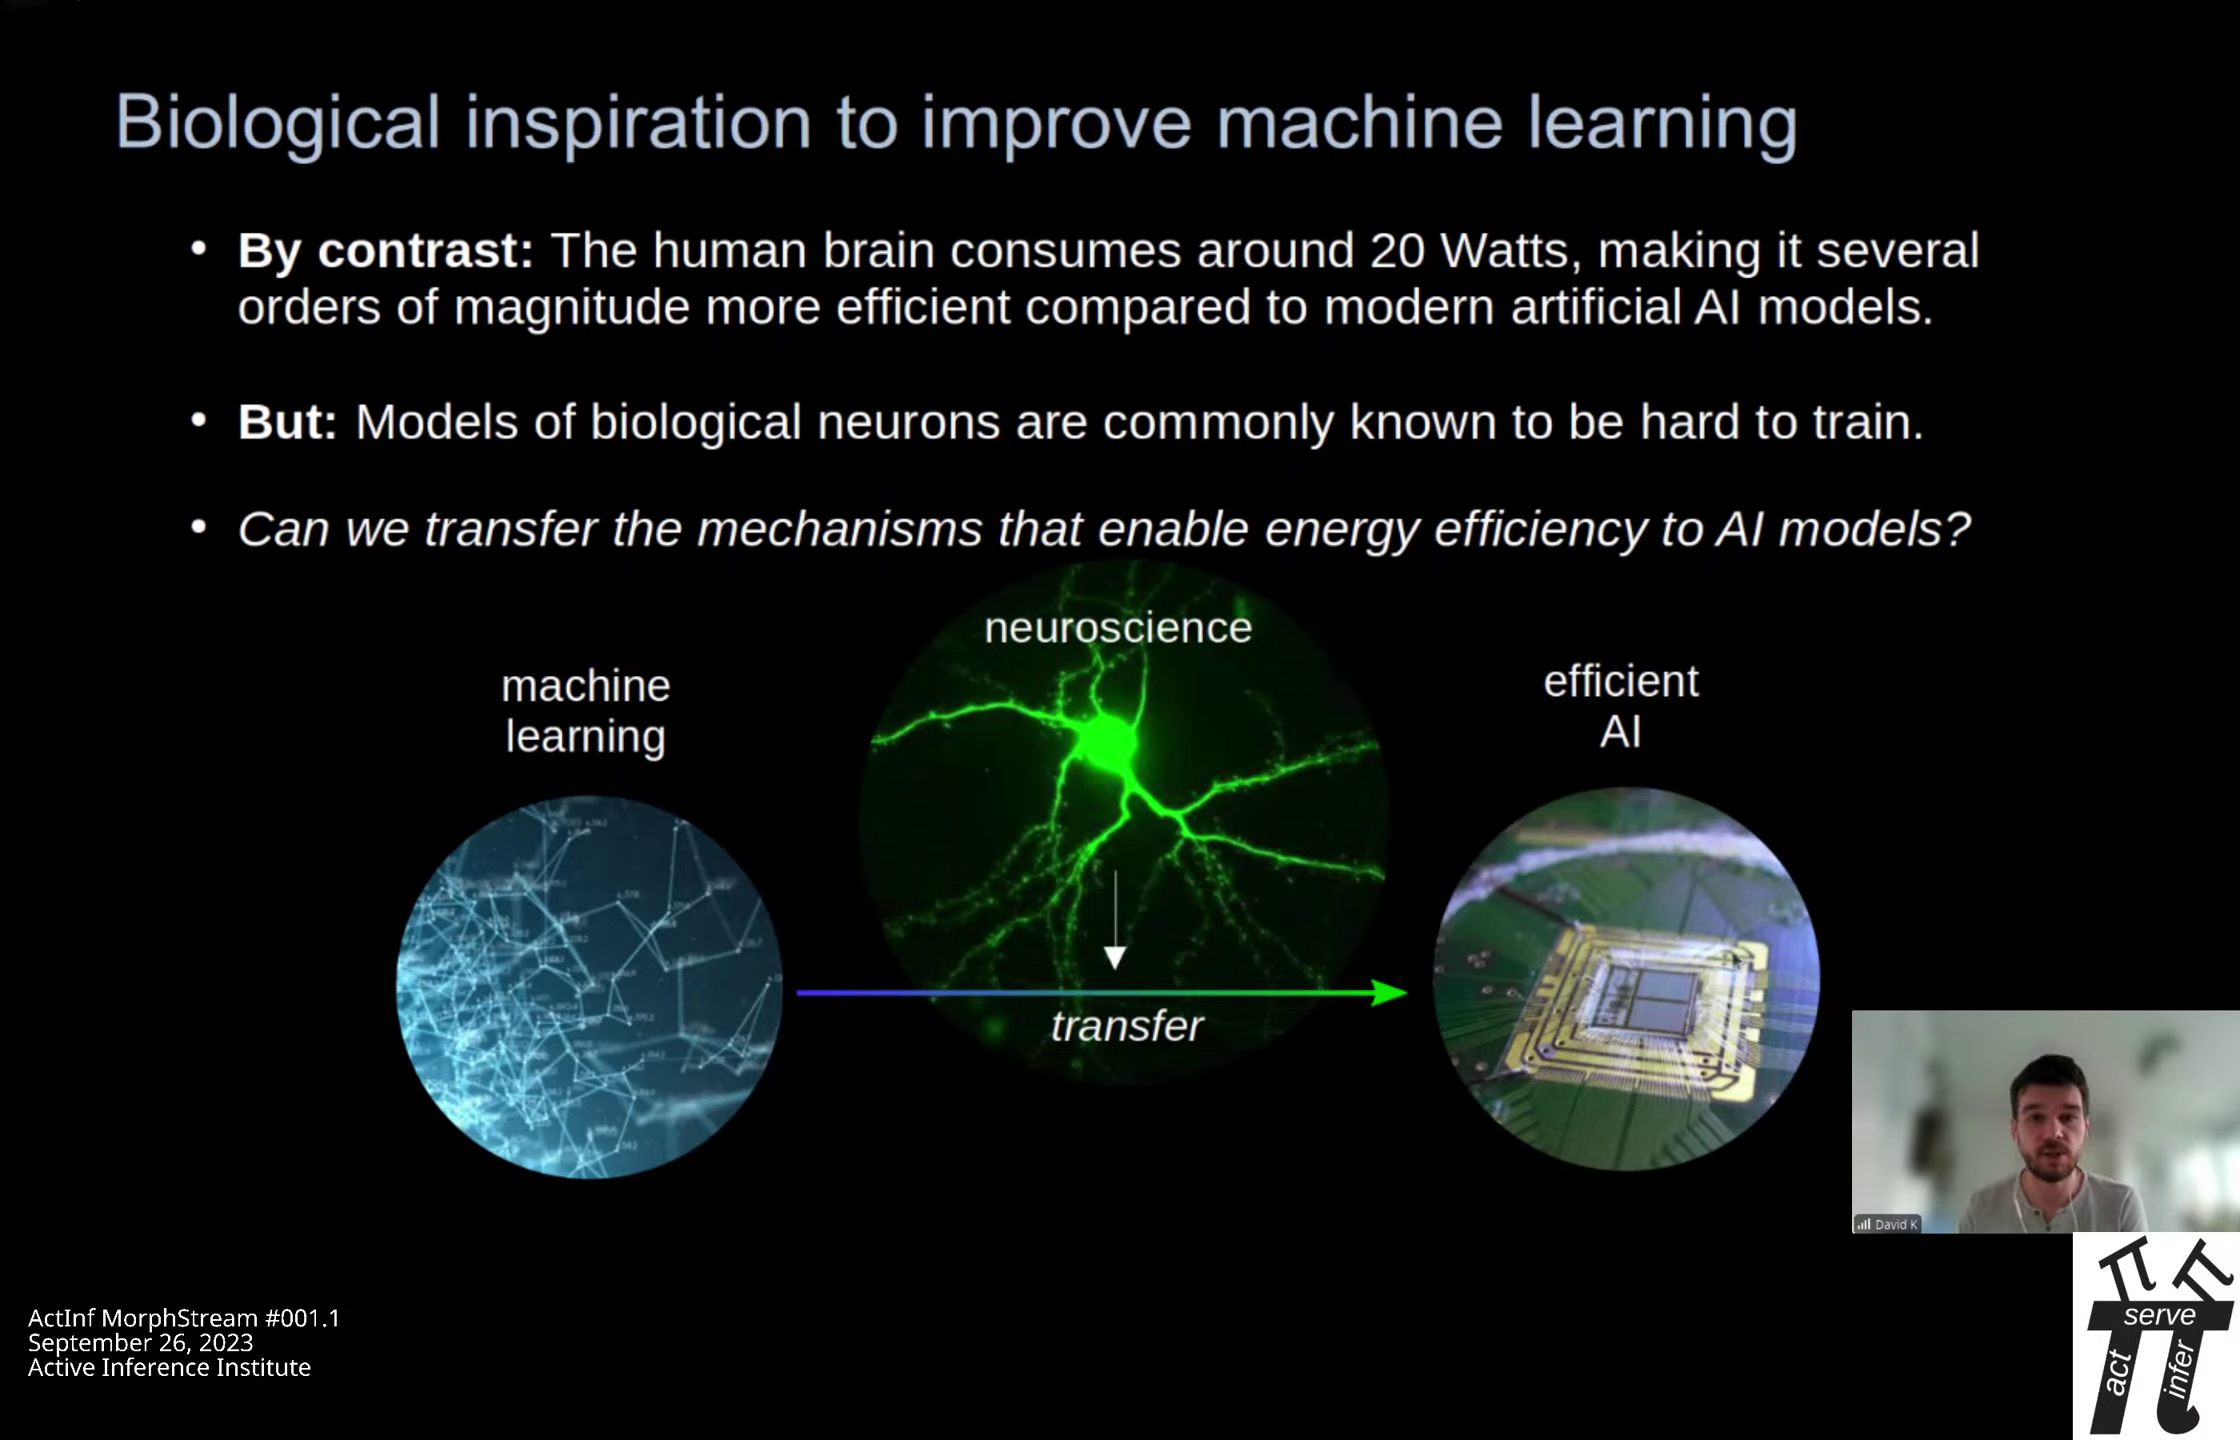 Biological inspiration to improve machine learning
• By contrast: The human brain consumes around 20 Watts, making it several
orders of magnitude more efficient compared to modern artificial AI models.
• But: Models of biological neurons are commonly known to be hard to train.
• Can we transfer the mechanisms that enable energy efficiency to AI models?
neuroscience
machine
learning
efficient
AI
transfer
David K
ActInf MorphStream #001.1
September 26, 2023
Active Inference Institute
serve
act
infer